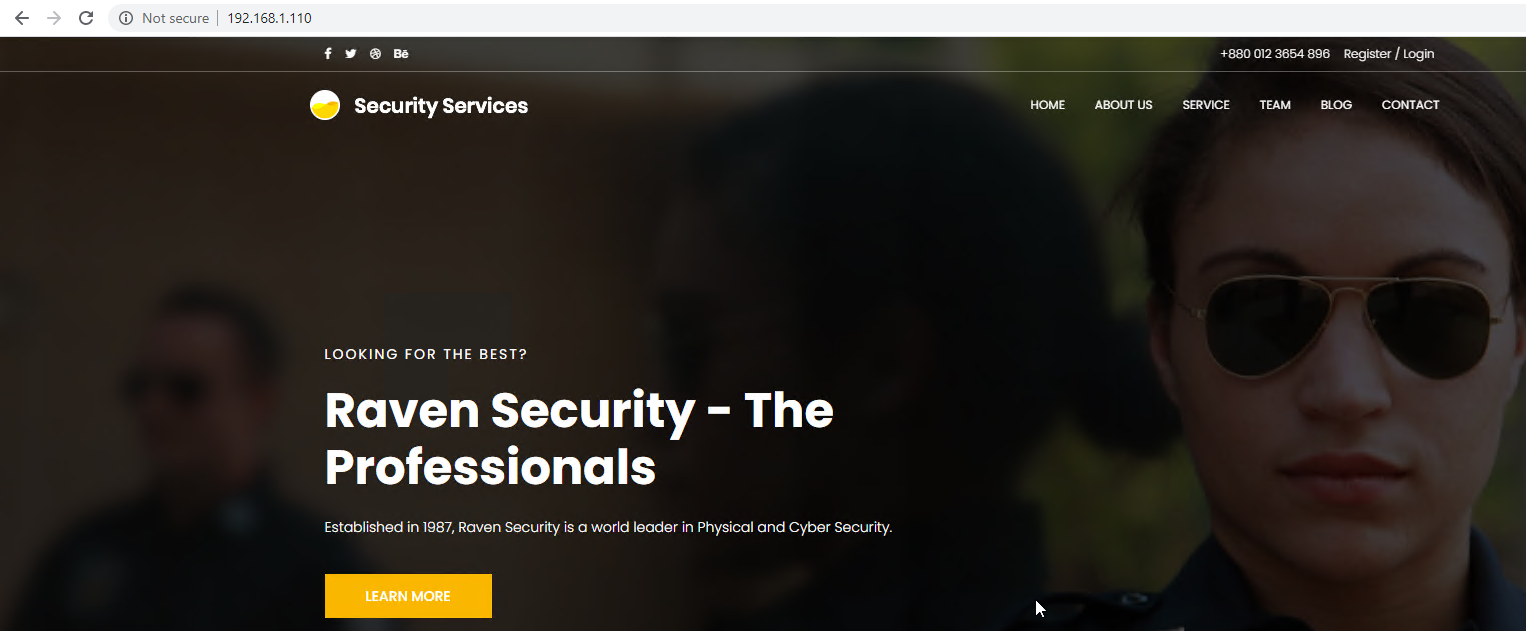 Not secure | 192.168.1.110
Bē
+880 012 3654 896 Register / Login
Security Services
HOME ABOUT US SERVICE TEAM BLOG CONTACT
LOOKING FOR THE BEST?
Raven Security - The
Professionals
Established in 1987, Raven Security is a world leader in Physical and Cyber Security.
LEARN MORE